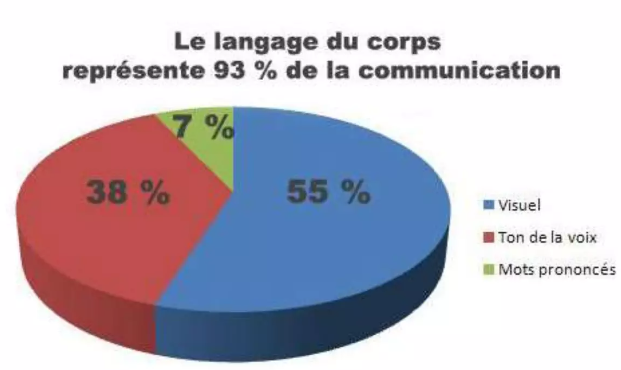 Le langage du corps
représente 93 % de la communication
7 %
38 %
55 %
Visuel
Ton de la voix
Mots prononcés